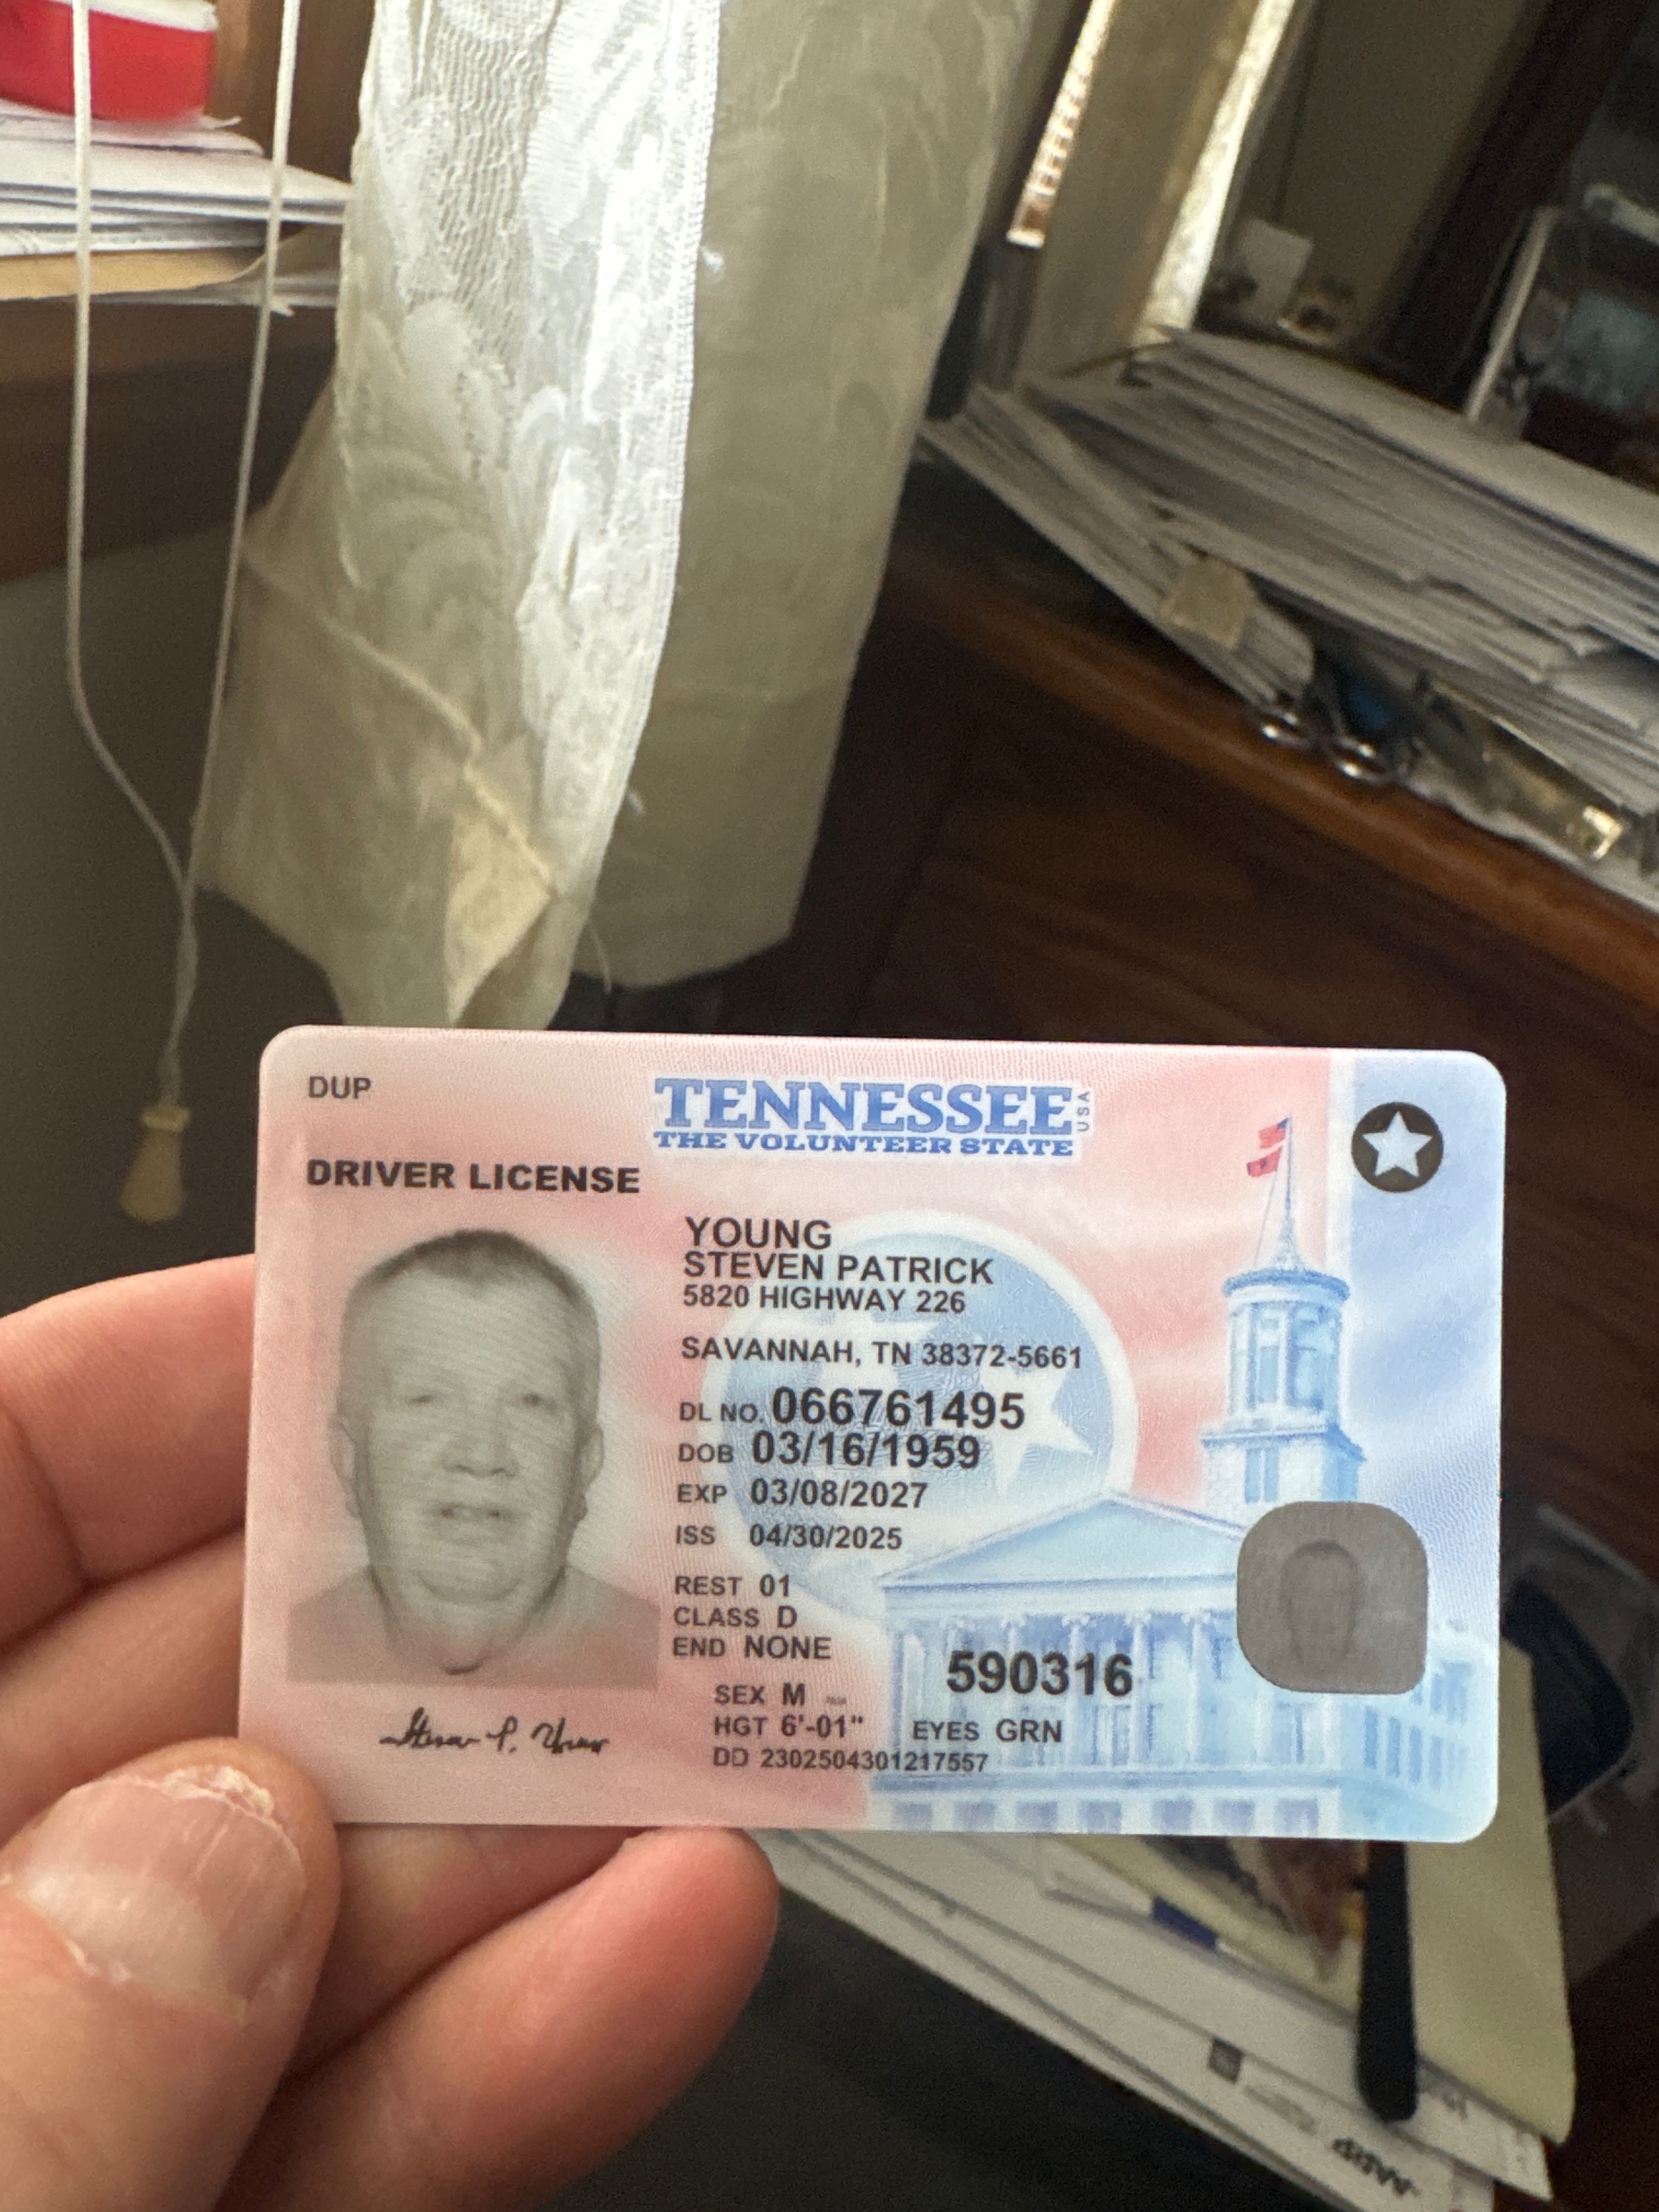 DUP
TENNESSEE USA
THE VOLUNTEER STATE
DRIVER LICENSE
YOUNG
STEVEN PATRICK
5820 HIGHWAY 226
SAVANNAH, TN 38372-5661
DL NO. 066761495
DOB 03/16/1959
EXP 03/08/2027
ISS 04/30/2025
REST 01
CLASS D
END NONE
590316
SEX M
HGT 6'-01" EYES GRN
DD 2302504301217557
Steven P. Young